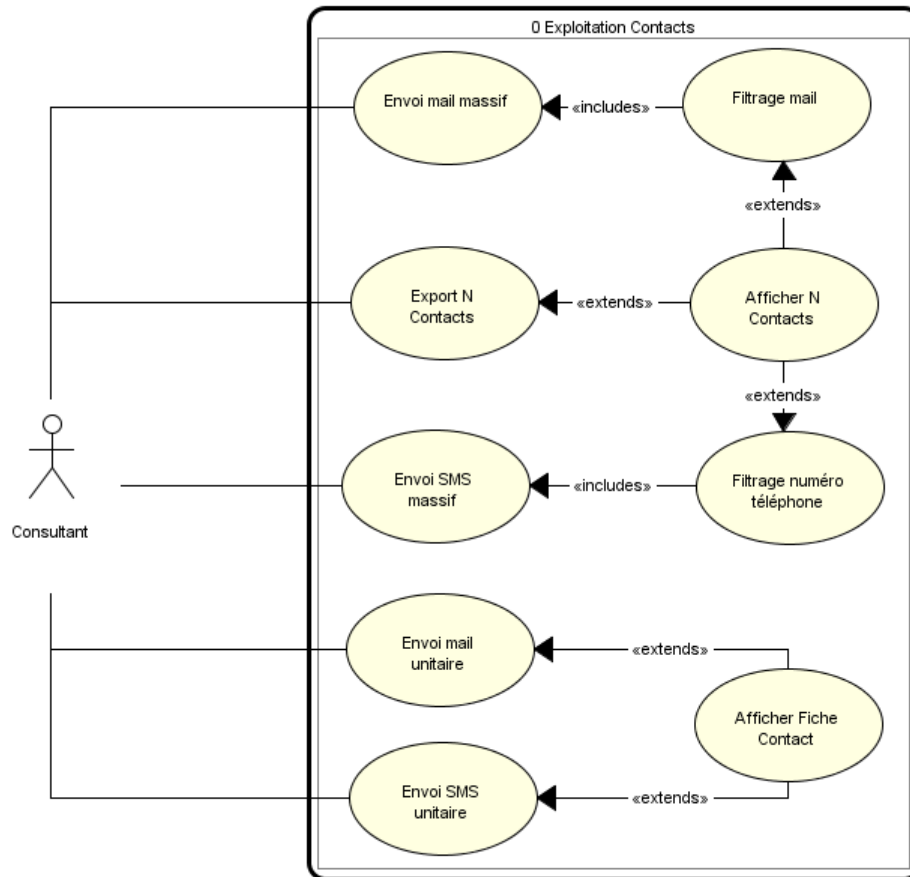 0 Exploitation Contacts
Envoi mail massif
«includes»
Filtrage mail
«extends»
Export N
Contacts
«extends»
Afficher N
Contacts
«extends»
Consultant
Envoi SMS
massif
«includes»
Filtrage numéro
téléphone
Envoi mail
unitaire
«extends»
Afficher Fiche
Contact
Envoi SMS
unitaire
«extends»